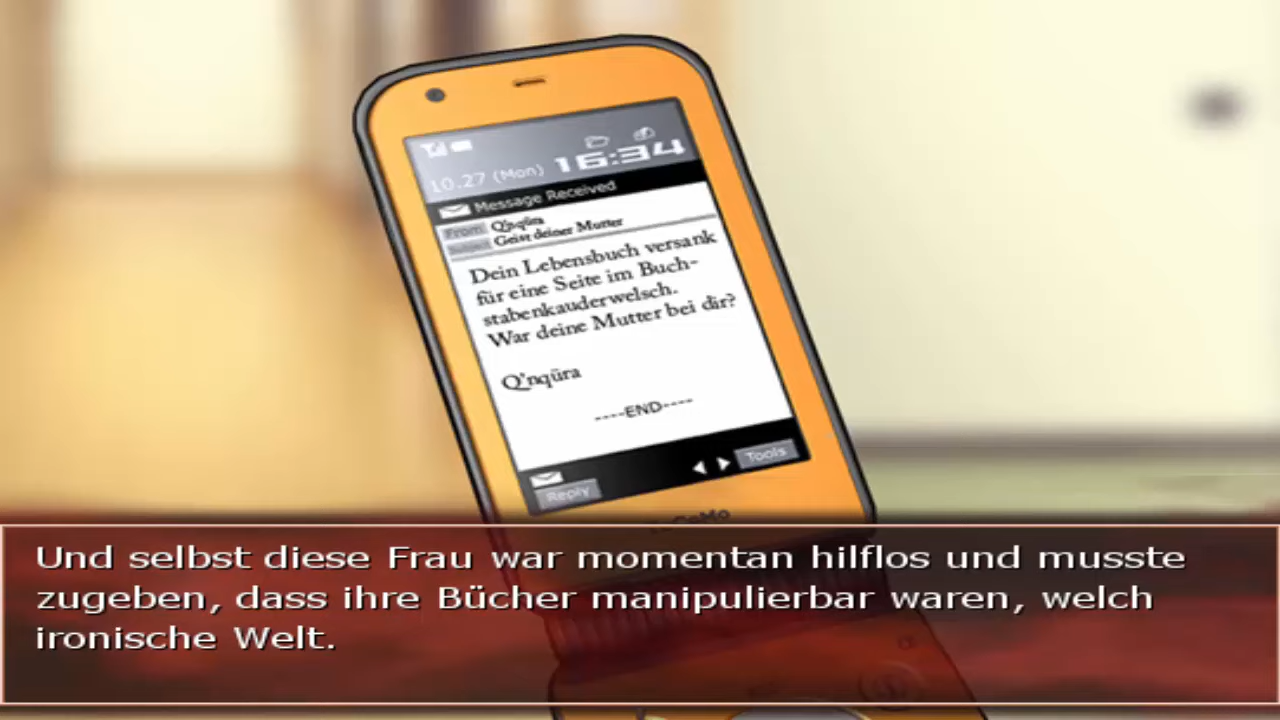 16:34
10.27 (Mon)
Message Received
From Q'nqüra
Geist deiner Mutter
Dein Lebensbuch versank
für eine Seite im Buch-
stabenkauderwelsch.
War deine Mutter bei dir?
Q'nqüra
----END----
Tools
Reply
Und selbst diese Frau war momentan hilflos und musste
zugeben, dass ihre Bücher manipulierbar waren, welch
ironische Welt.